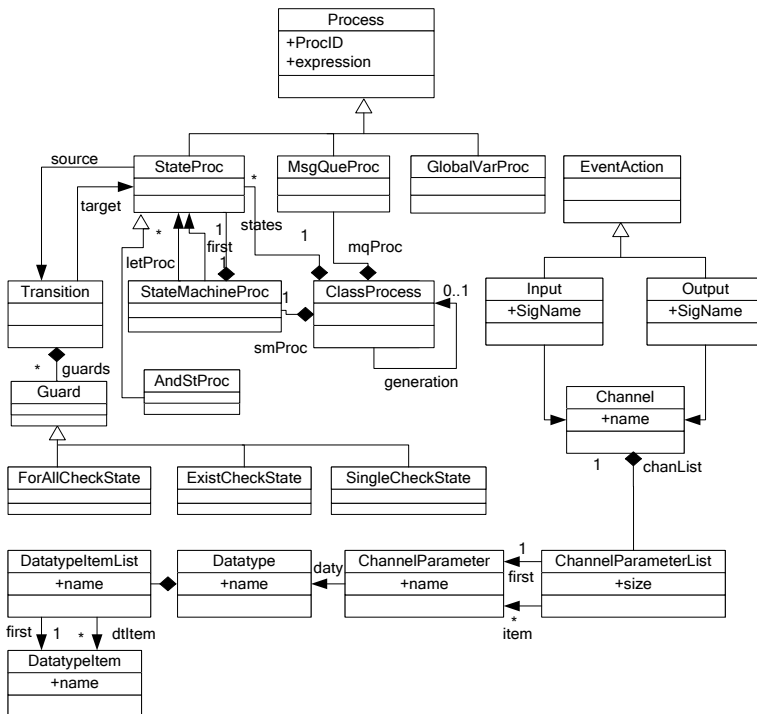 Process
+ProcID
+expression
source
StateProc
*
MsgQueProc
GlobalVarProc
EventAction
target
*
1
states
letProc
first
1
1
mqProc
Transition
StateMachineProc
1
ClassProcess
0..1
Input
+SigName
Output
+SigName
smProc
generation
*
guards
Guard
AndStProc
Channel
+name
1
chanList
ForAllCheckState
ExistCheckState
SingleCheckState
DatatypeItemList
+name
Datatype
+name
daty
ChannelParameter
+name
1
first
*
item
ChannelParameterList
+size
first
1
*
dtItem
DatatypeItem
+name